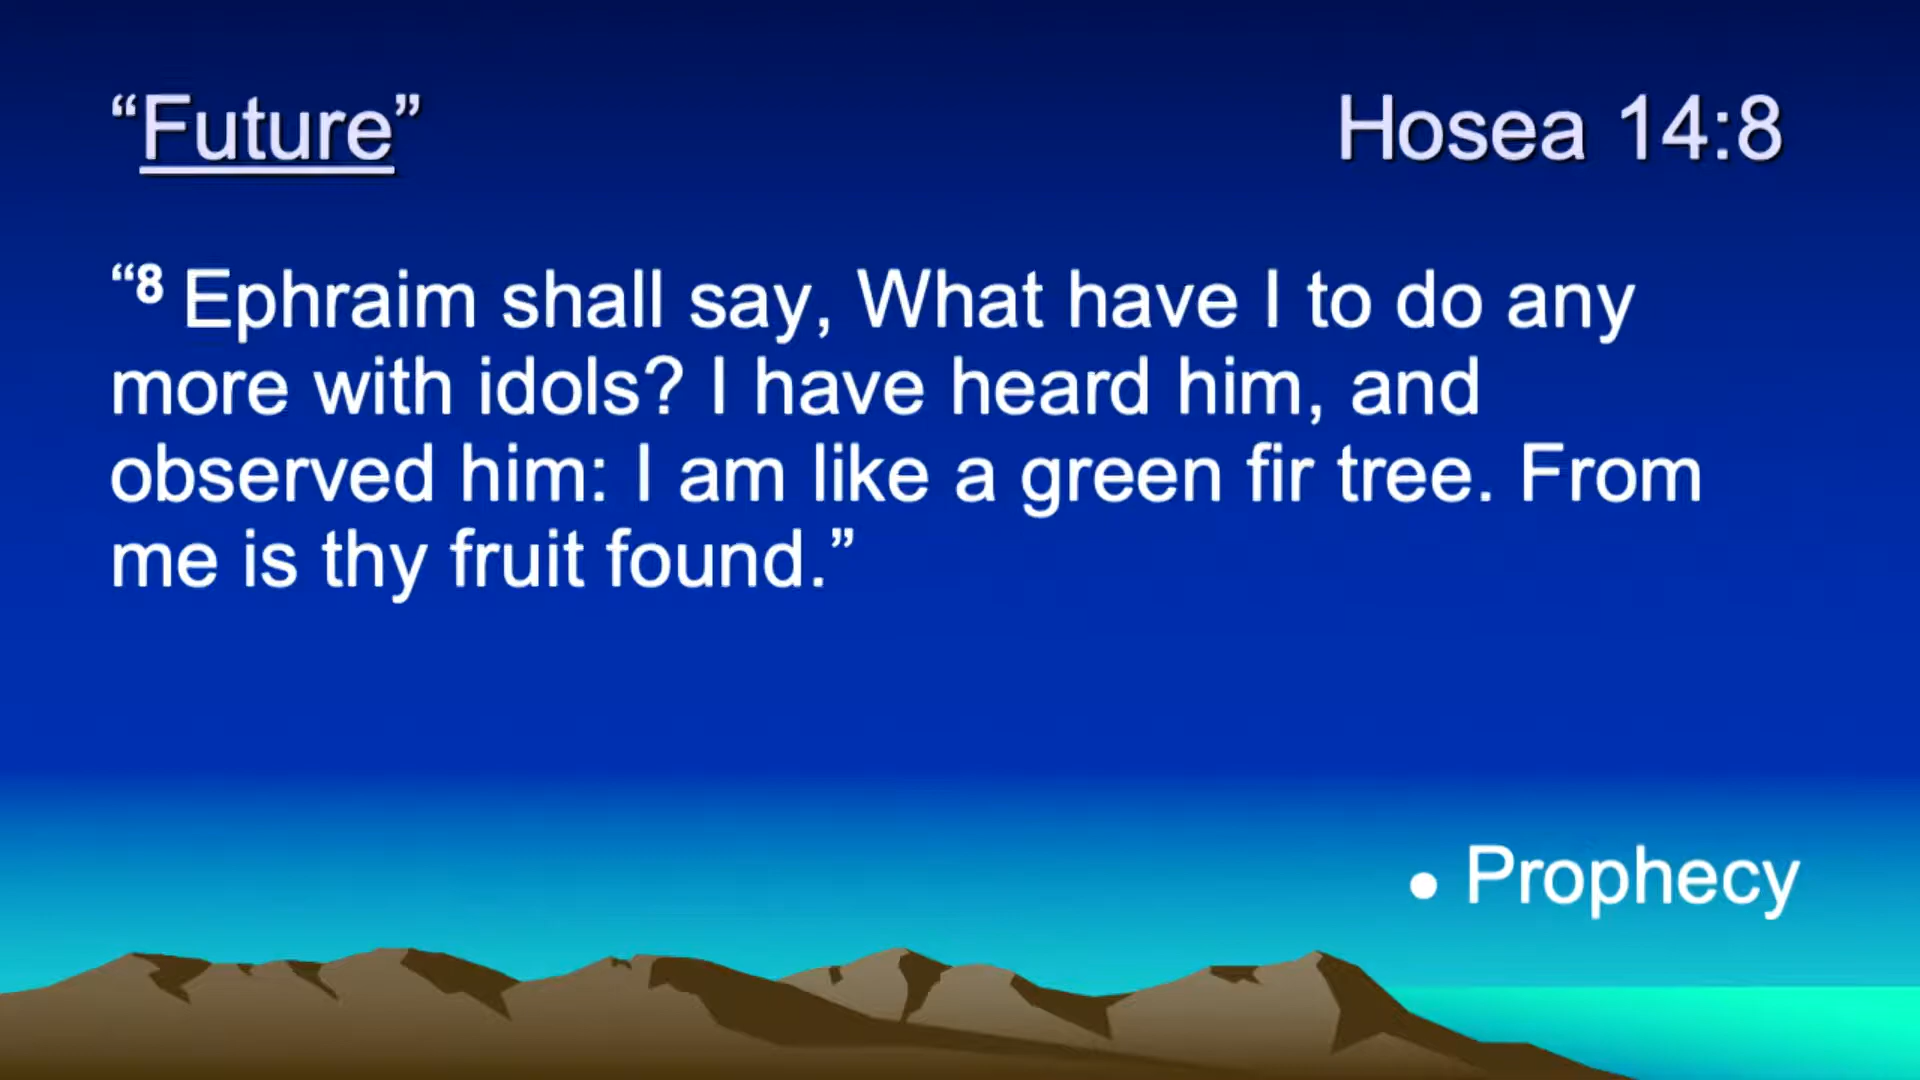 “Future” Hosea 14:8
“8 Ephraim shall say, What have I to do any
more with idols? I have heard him, and
observed him: I am like a green fir tree. From
me is thy fruit found.”
• Prophecy